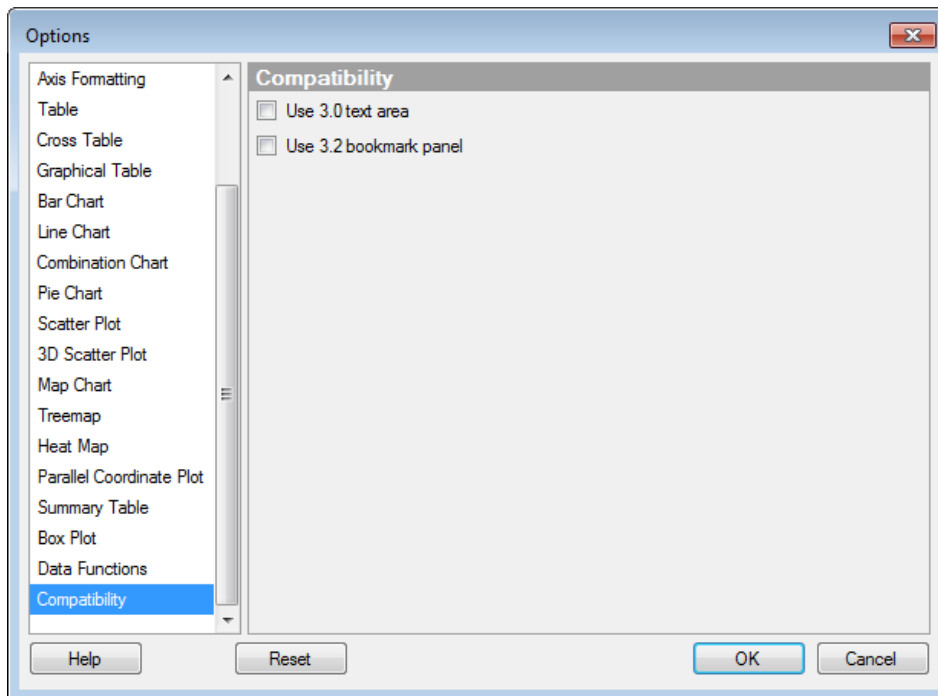 Options
Axis Formatting
Table
Cross Table
Graphical Table
Bar Chart
Line Chart
Combination Chart
Pie Chart
Scatter Plot
3D Scatter Plot
Map Chart
Treemap
Heat Map
Parallel Coordinate Plot
Summary Table
Box Plot
Data Functions
Compatibility
Compatibility
Use 3.0 text area
Use 3.2 bookmark panel
Help
Reset
OK
Cancel